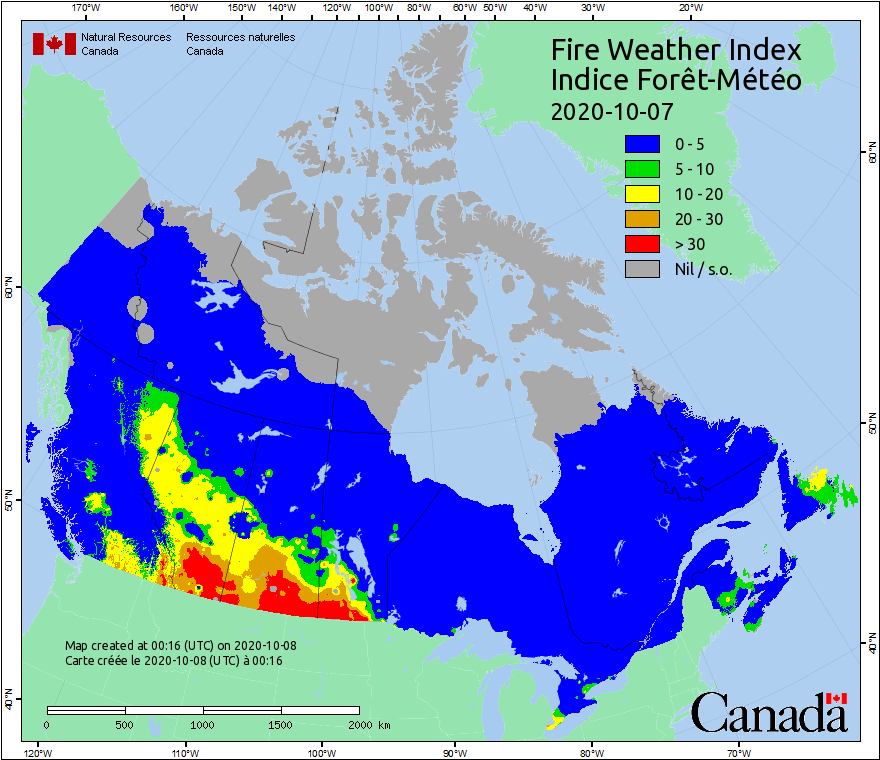 170°W 160°W 150°W 140°W 130°W 120°W 110°W 100°W 90°W 80°W 70°W 60°W 50°W 40°W 30°W 20°W
Natural Resources Ressources naturelles
Canada Canada
Fire Weather Index
Indice Forêt-Météo
2020-10-07
0 - 5
5 - 10
10 - 20
20 - 30
> 30
Nil / s.o.
60°N
60°N
50°N
50°N
40°N
40°N
Map created at 00:16 (UTC) on 2020-10-08
Carte créée le 2020-10-08 (UTC) à 00:16
0 500 1000 1500 2000 km
Canada
120°W 110°W 100°W 90°W 80°W 70°W